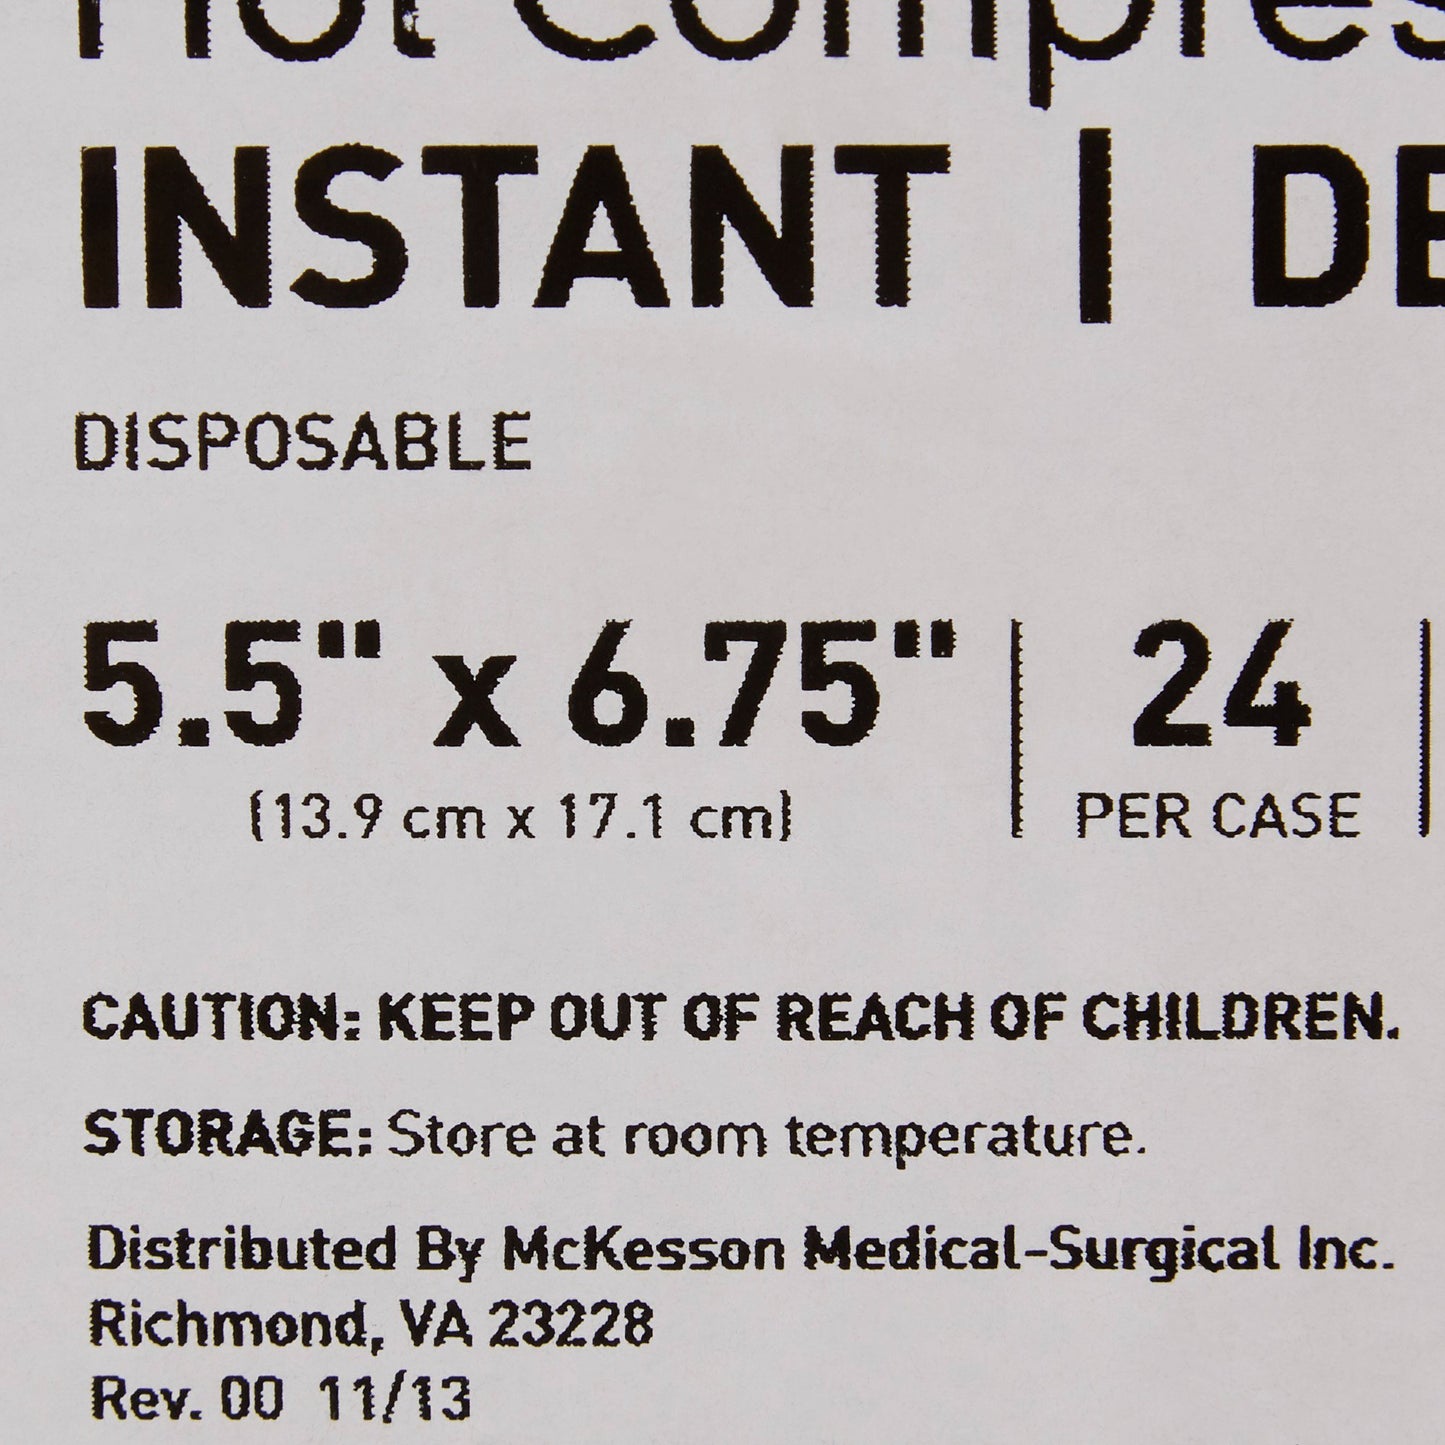 Hot Compres
INSTANT | DE
DISPOSABLE
5.5" x 6.75" | 24 |
(13.9 cm x 17.1 cm) PER CASE
CAUTION: KEEP OUT OF REACH OF CHILDREN.
STORAGE: Store at room temperature.
Distributed By McKesson Medical-Surgical Inc.
Richmond, VA 23228
Rev. 00 11/13